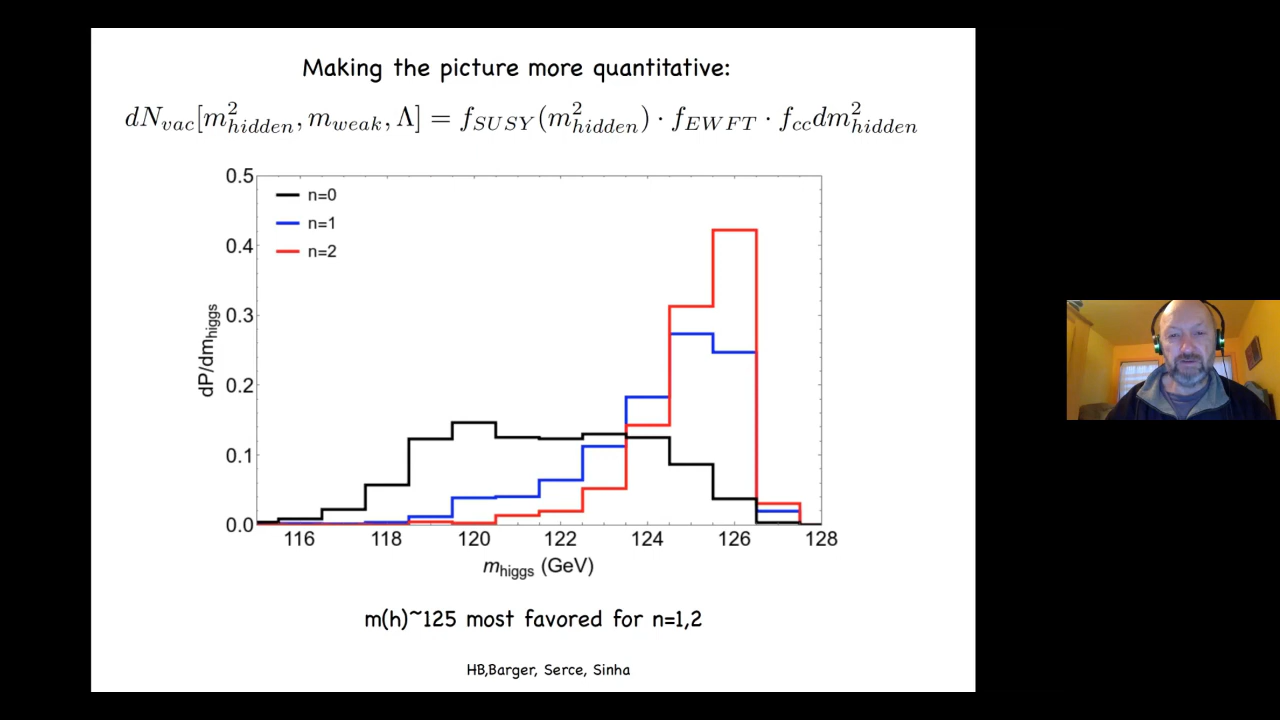 Making the picture more quantitative:
dN_{vac}[m^2_{hidden}, m_{weak}, Λ] = f_{SUSY}(m^2_{hidden}) · f_{EWFT} · f_{cc}dm^2_{hidden}
0.5
n=0
n=1
0.4
n=2
0.3
dP/dm_{higgs}
0.2
0.1
0.0
116 118 120 122 124 126 128
m_{higgs} (GeV)
m(h)~125 most favored for n=1,2
HB,Barger, Serce, Sinha